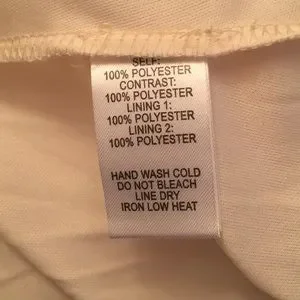 SELF:
100% POLYESTER
CONTRAST:
100% POLYESTER
LINING 1:
100% POLYESTER
LINING 2:
100% POLYESTER
HAND WASH COLD
DO NOT BLEACH
LINE DRY
IRON LOW HEAT